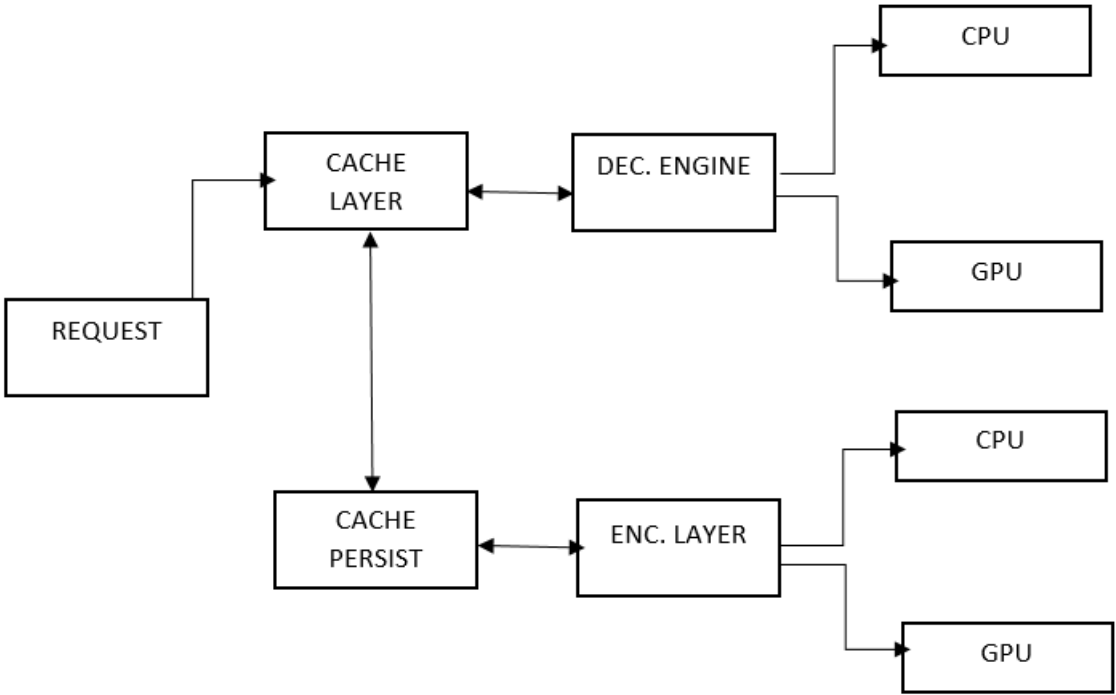 CPU
CACHE
LAYER
DEC. ENGINE
GPU
REQUEST
CPU
CACHE
PERSIST
ENC. LAYER
GPU